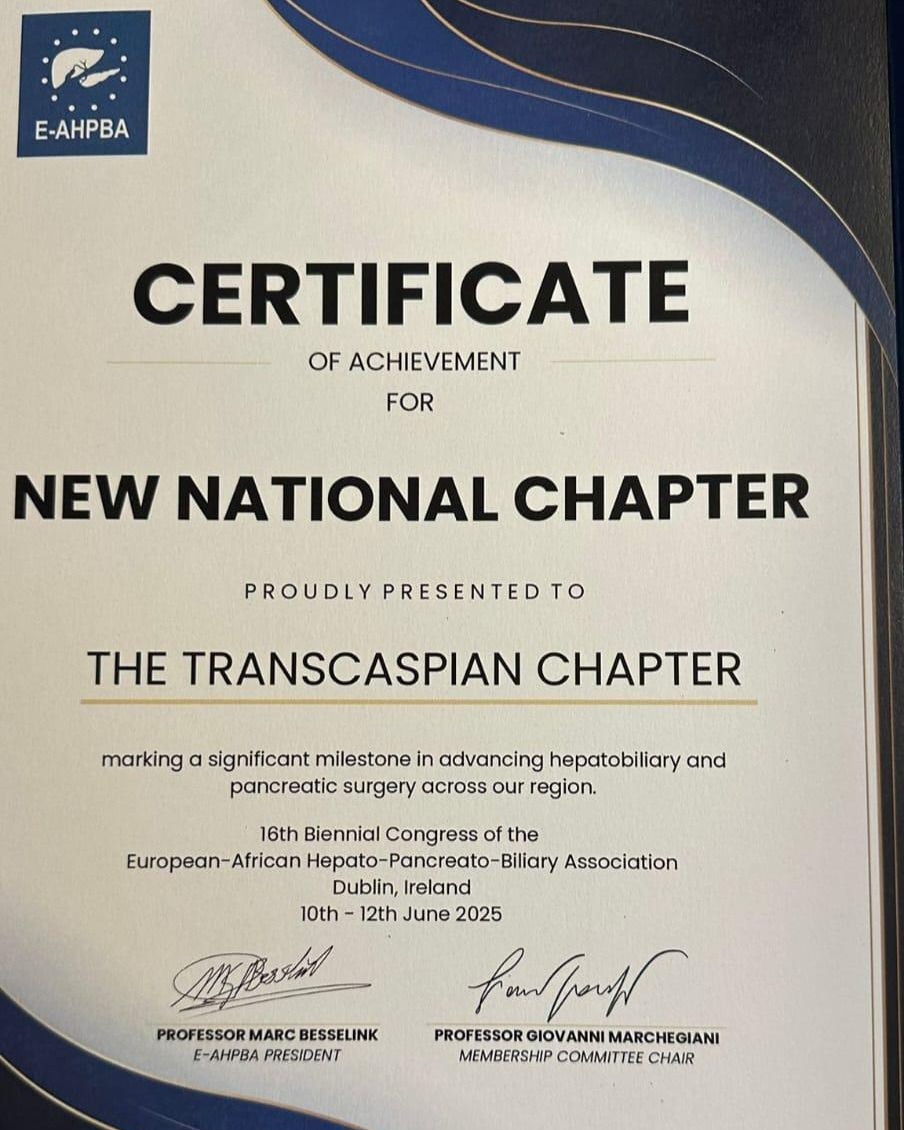 E-AHPBA
CERTIFICATE
OF ACHIEVEMENT
FOR
NEW NATIONAL CHAPTER
PROUDLY PRESENTED TO
THE TRANSCASPIAN CHAPTER
marking a significant milestone in advancing hepatobiliary and
pancreatic surgery across our region.
16th Biennial Congress of the
European-African Hepato-Pancreato-Biliary Association
Dublin, Ireland
10th - 12th June 2025
PROFESSOR MARC BESSELINK
E-AHPBA PRESIDENT
PROFESSOR GIOVANNI MARCHEGIANI
MEMBERSHIP COMMITTEE CHAIR